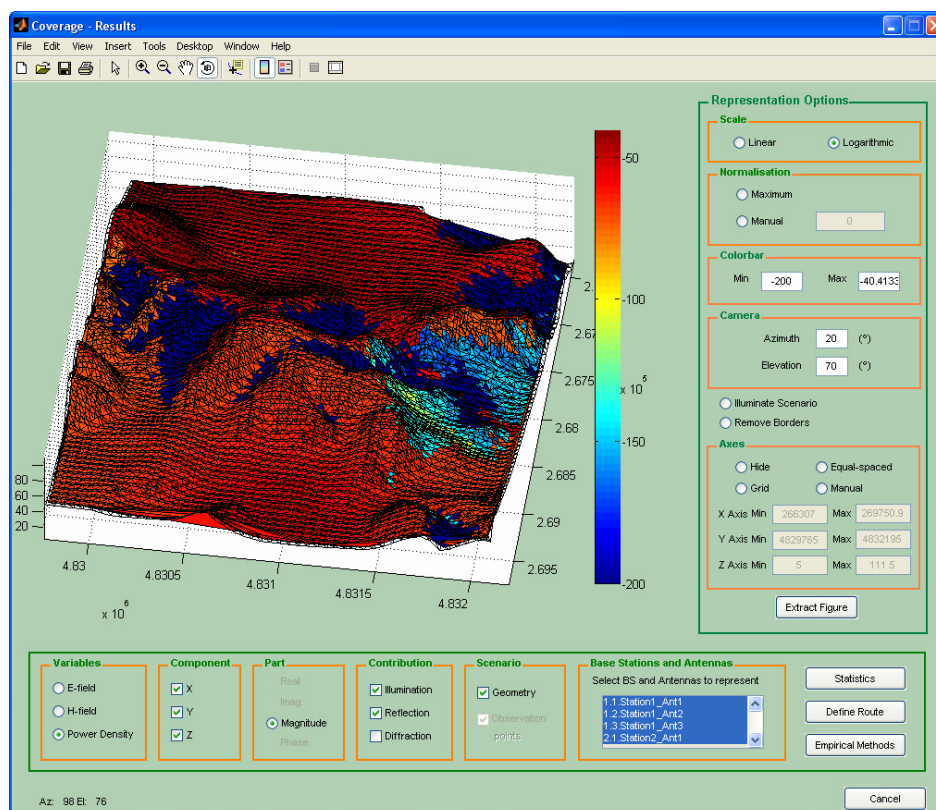 Coverage - Results
File Edit View Insert Tools Desktop Window Help
Representation Options
Scale
Linear Logarithmic
Normalisation
Maximum
Manual 0
Colorbar
Min -200 Max -40.4133
Camera
Azimuth 20 (º)
Elevation 70 (º)
Illuminate Scenario
Remove Borders
Axes
Hide Equal-spaced
Grid Manual
X Axis Min 266307 Max 269750.9
Y Axis Min 4829765 Max 4832195
Z Axis Min 5 Max 111.5
Extract Figure
-50
-100
-150
-200
2.675
2.68
2.685
2.69
2.695
x 10 5
80
60
40
20
4.83
4.8305
4.831
4.8315
4.832
x 10 6
Variables
E-field
H-field
Power Density
Component
X
Y
Z
Part
Real
Imag
Magnitude
Phase
Contribution
Illumination
Reflection
Diffraction
Scenario
Geometry
Observation
points
Base Stations and Antennas
Select BS and Antennas to represent
1.1.Station1_Ant1
1.2.Station1_Ant2
1.3.Station1_Ant3
2.1.Station2_Ant1
Statistics
Define Route
Empirical Methods
Az: 98 El: 76
Cancel